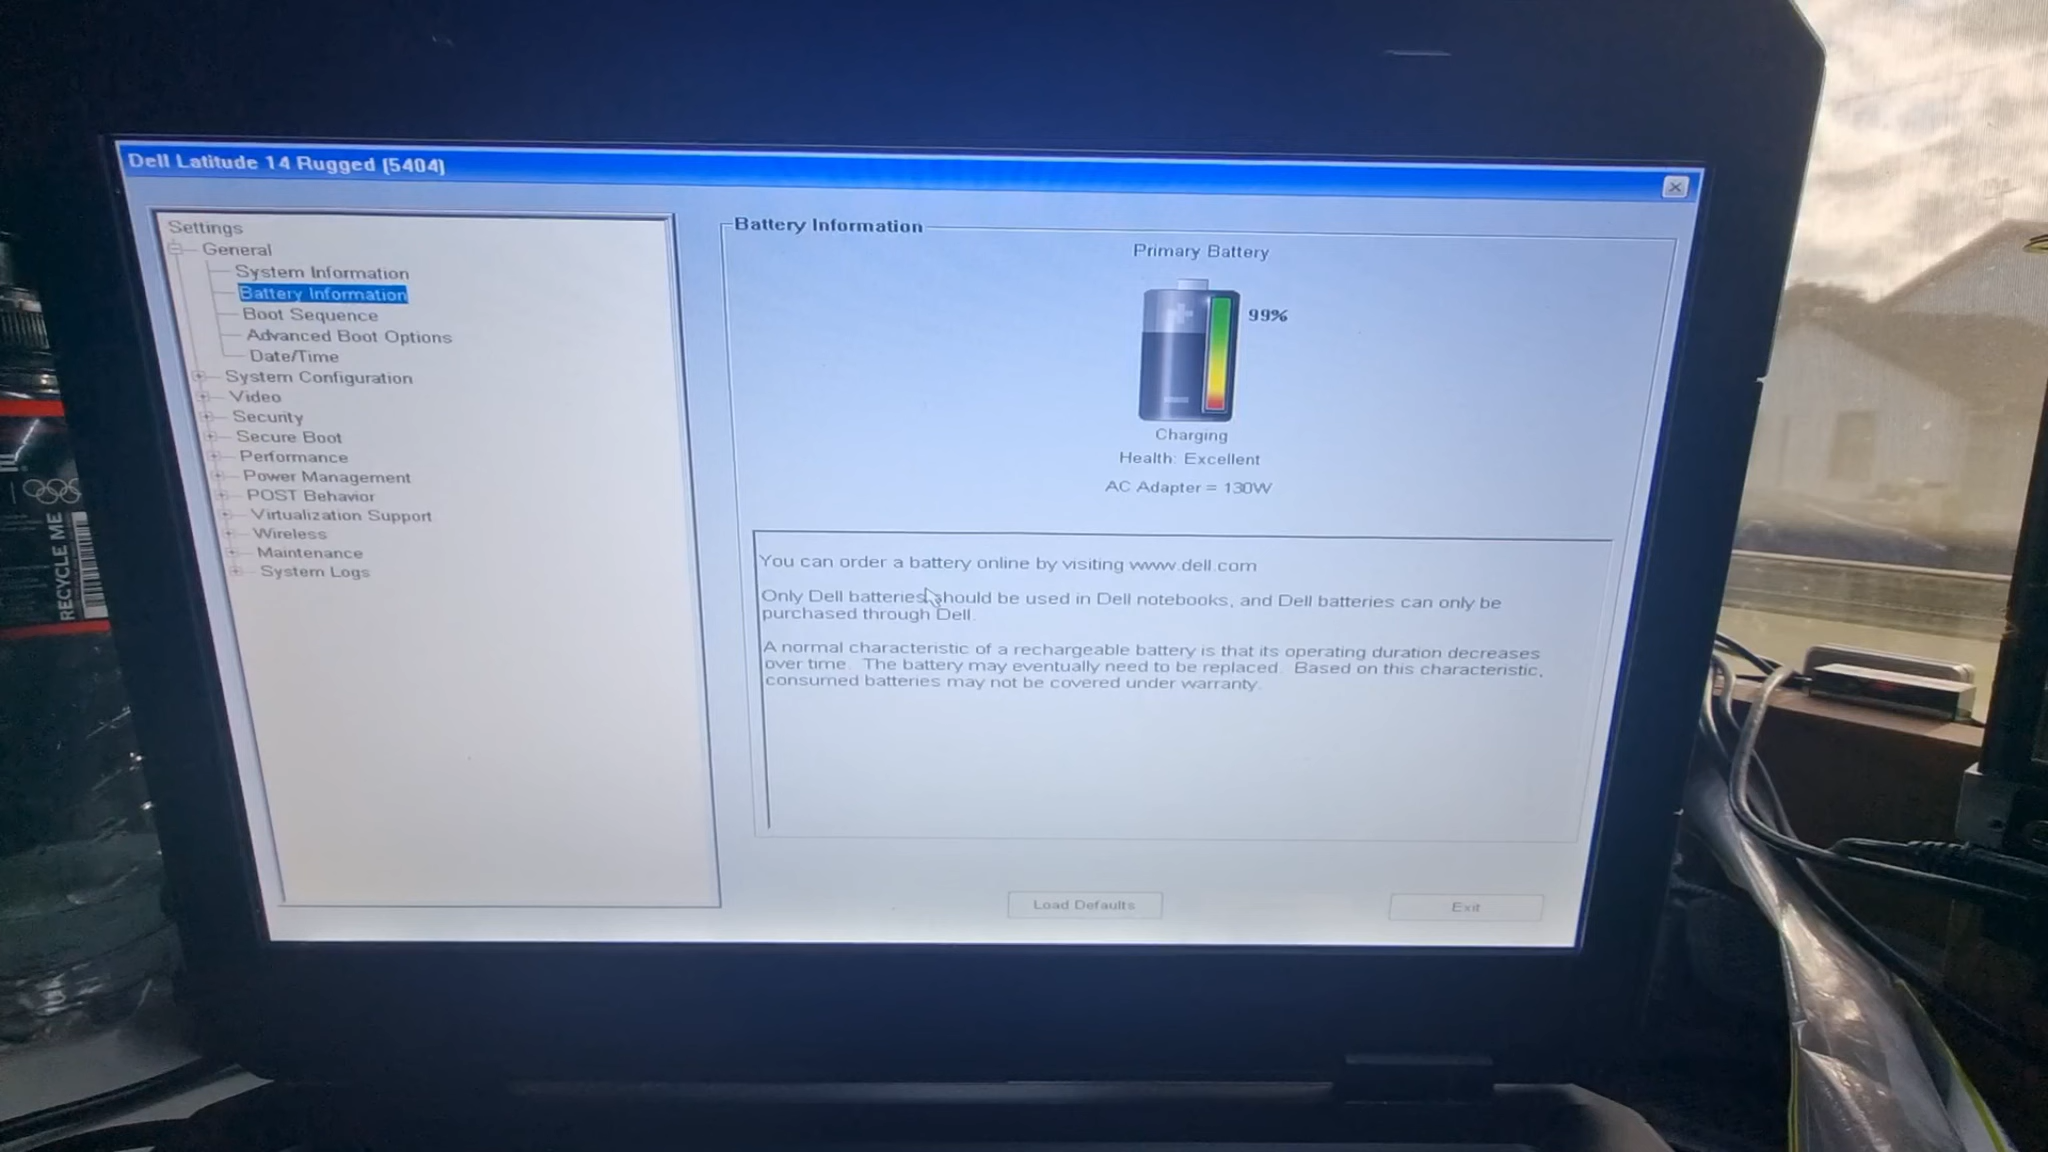 Dell Latitude 14 Rugged (5404)
Settings
General
System Information
Battery Information
Boot Sequence
Advanced Boot Options
Date/Time
System Configuration
Video
Security
Secure Boot
Performance
Power Management
POST Behavior
Virtualization Support
Wireless
Maintenance
System Logs
Battery Information
Primary Battery
99%
Charging
Health: Excellent
AC Adapter = 130W
You can order a battery online by visiting www.dell.com
Only Dell batteries should be used in Dell notebooks, and Dell batteries can only be
purchased through Dell.
A normal characteristic of a rechargeable battery is that its operating duration decreases
over time. The battery may eventually need to be replaced. Based on this characteristic,
consumed batteries may not be covered under warranty.
Load Defaults
Exit
RECYCLE ME